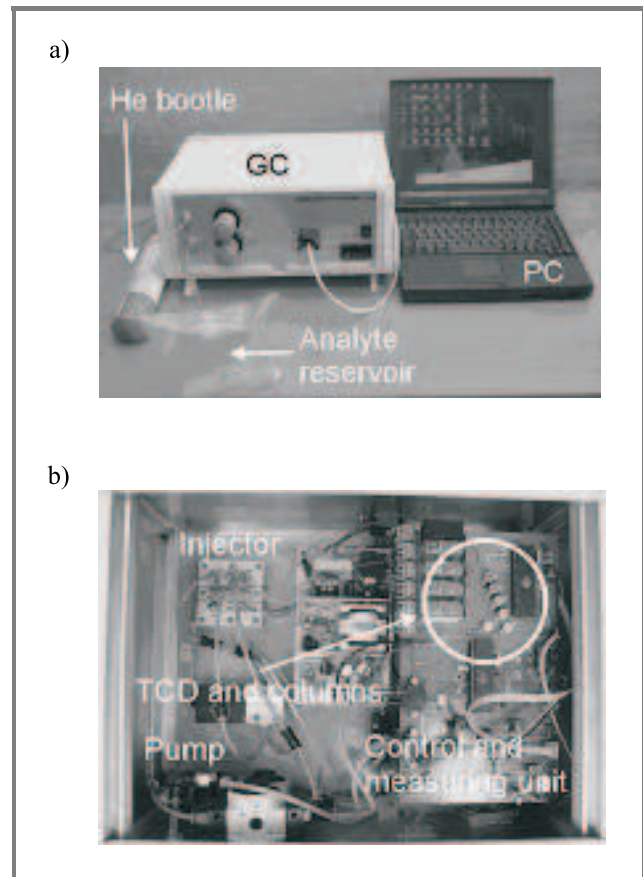 a)
He bootle
GC
PC
Analyte
reservoir
b)
Injector
TCD and columns
Pump
Control and
measuring unit